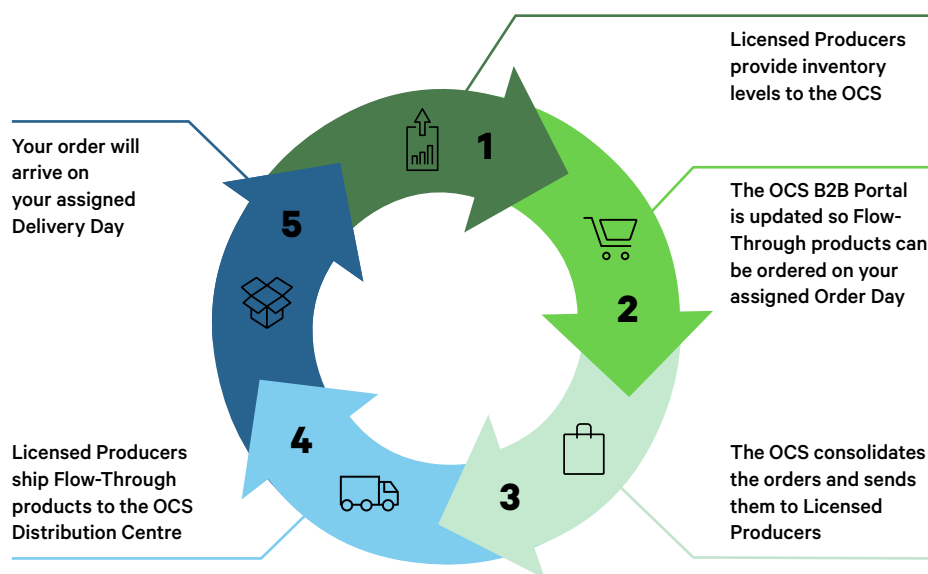 1
Licensed Producers
provide inventory
levels to the OCS
2
The OCS B2B Portal
is updated so Flow-
Through products can
be ordered on your
assigned Order Day
3
The OCS consolidates
the orders and sends
them to Licensed
Producers
4
Licensed Producers
ship Flow-Through
products to the OCS
Distribution Centre
5
Your order will
arrive on
your assigned
Delivery Day